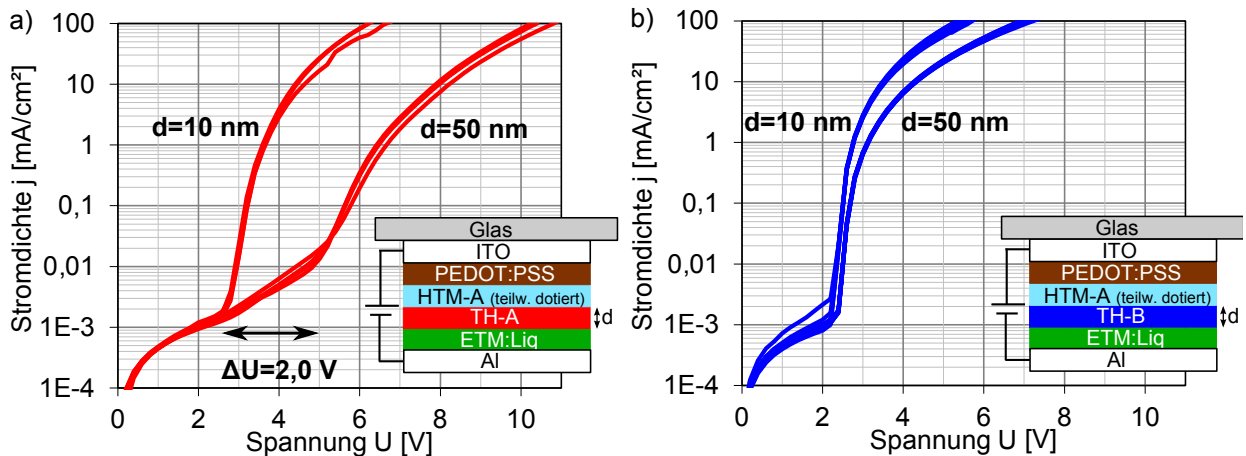 a)
Stromdichte j [mA/cm²]
100
10
1
0,1
0,01
1E-3
1E-4
d=10 nm
d=50 nm
ΔU=2,0 V
Glas
ITO
PEDOT:PSS
HTM-A (teilw. dotiert)
TH-A
d
ETM:Liq
Al
0 2 4 6 8 10
Spannung U [V]
b)
Stromdichte j [mA/cm²]
100
10
1
0,1
0,01
1E-3
1E-4
d=10 nm
d=50 nm
Glas
ITO
PEDOT:PSS
HTM-A (teilw. dotiert)
TH-B
d
ETM:Liq
Al
0 2 4 6 8 10
Spannung U [V]